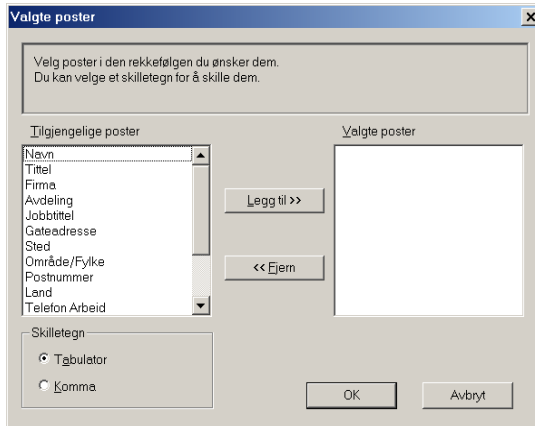 Valgte poster
Velg poster i den rekkefølgen du ønsker dem.
Du kan velge et skilletegn for å skille dem.
Tilgjengelige poster
Valgte poster
Navn
Tittel
Firma
Avdeling
Jobbtittel
Gateadresse
Sted
Område/Fylke
Postnummer
Land
Telefon Arbeid
Legg til >>
<< Fjern
Skilletegn
Tabulator
Komma
OK
Avbryt